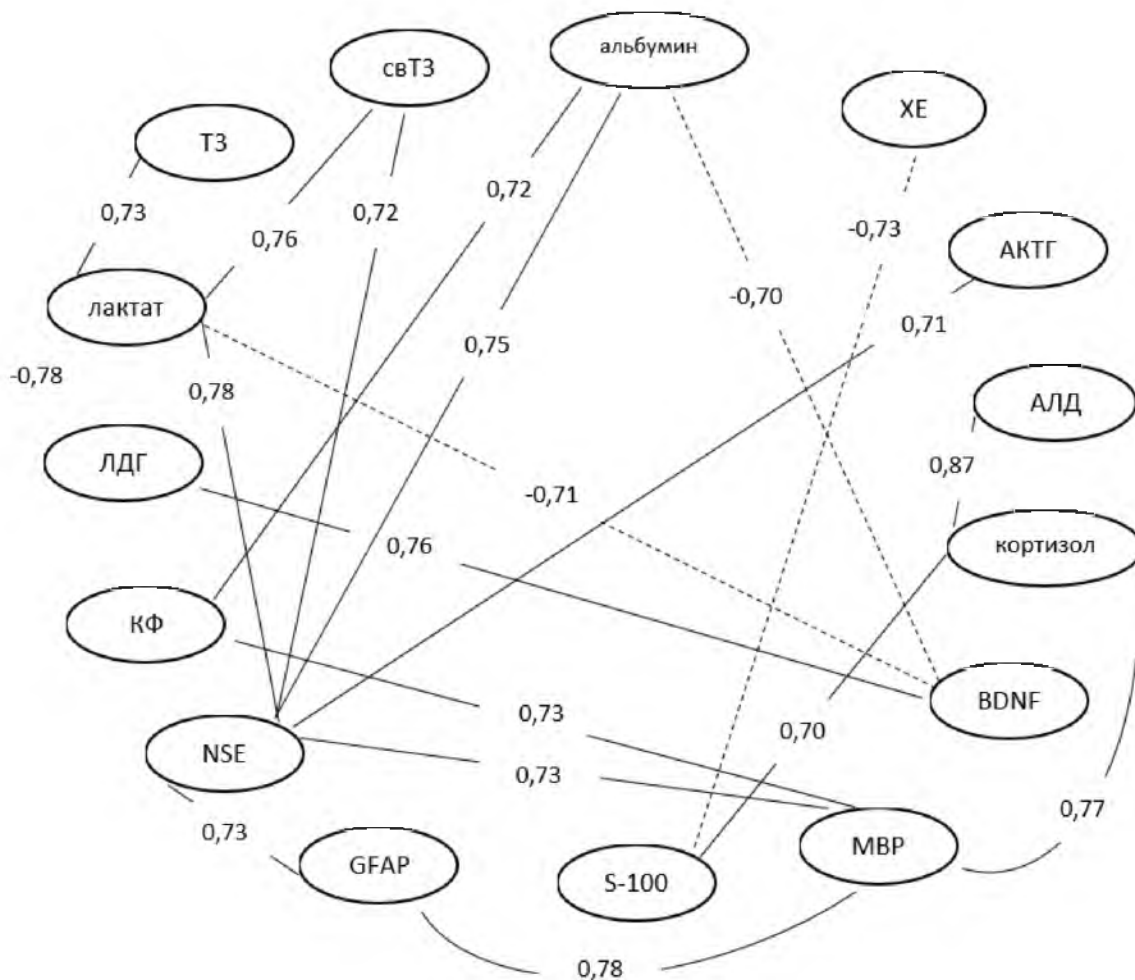 альбумин
свТ3
ХЕ
Т3
0,72
0,73
0,72
0,76
-0,73
АКТГ
лактат
-0,70
0,71
0,75
-0,78
0,78
АЛД
ЛДГ
0,87
-0,71
0,76
кортизол
КФ
BDNF
0,73
0,70
NSE
0,73
0,77
0,73
MBP
GFAP
S-100
0,78